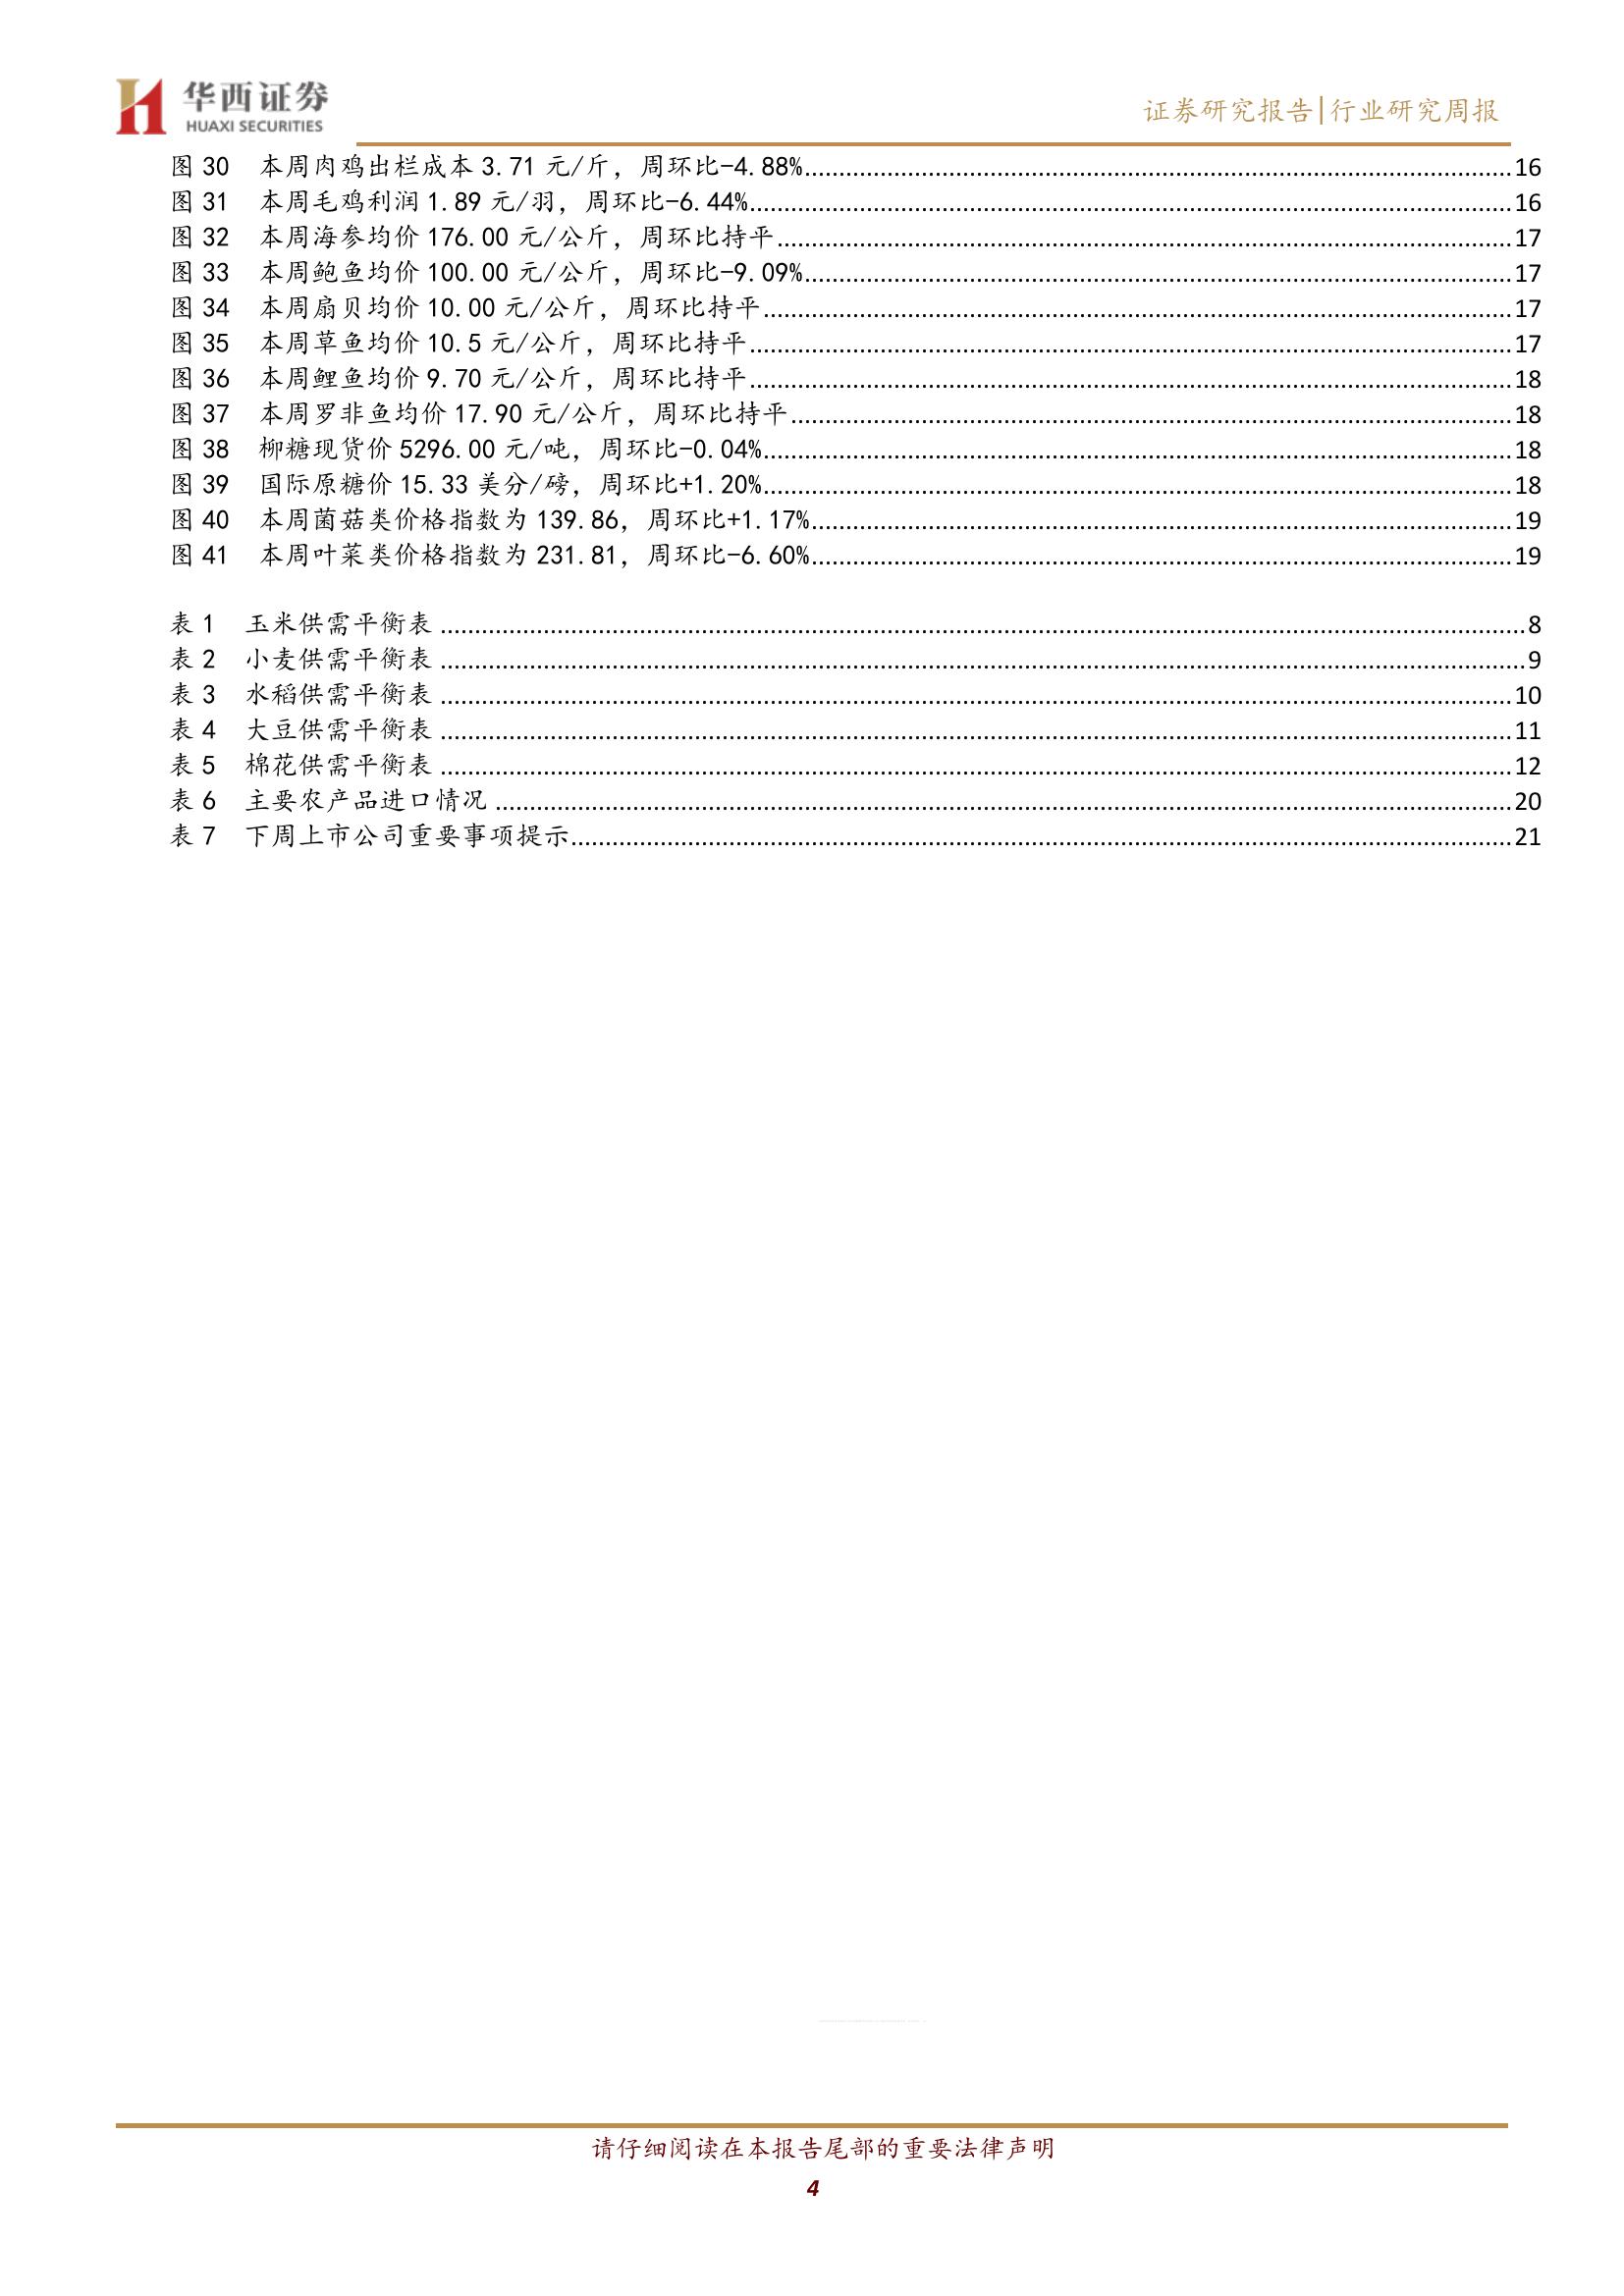 华西证券
HUAXI SECURITIES
证券研究报告|行业研究周报
图 30 本周肉鸡出栏成本 3.71 元/斤，周环比-4.88%........16
图 31 本周毛鸡利润 1.89 元/羽，周环比-6.44%........16
图 32 本周海参均价 176.00 元/公斤，周环比持平........17
图 33 本周鲍鱼均价 100.00 元/公斤，周环比-9.09%........17
图 34 本周扇贝均价 10.00 元/公斤，周环比持平........17
图 35 本周草鱼均价 10.5 元/公斤，周环比持平........17
图 36 本周鲤鱼均价 9.70 元/公斤，周环比持平........18
图 37 本周罗非鱼均价 17.90 元/公斤，周环比持平........18
图 38 柳糖现货价 5296.00 元/吨，周环比-0.04%........18
图 39 国际原糖价 15.33 美分/磅，周环比+1.20%........18
图 40 本周菌菇类价格指数为 139.86，周环比+1.17%........19
图 41 本周叶菜类价格指数为 231.81，周环比-6.60%........19
表 1 玉米供需平衡表........8
表 2 小麦供需平衡表........9
表 3 水稻供需平衡表........10
表 4 大豆供需平衡表........11
表 5 棉花供需平衡表........12
表 6 主要农产品进口情况........20
表 7 下周上市公司重要事项提示........21
请仔细阅读在本报告尾部的重要法律声明
4